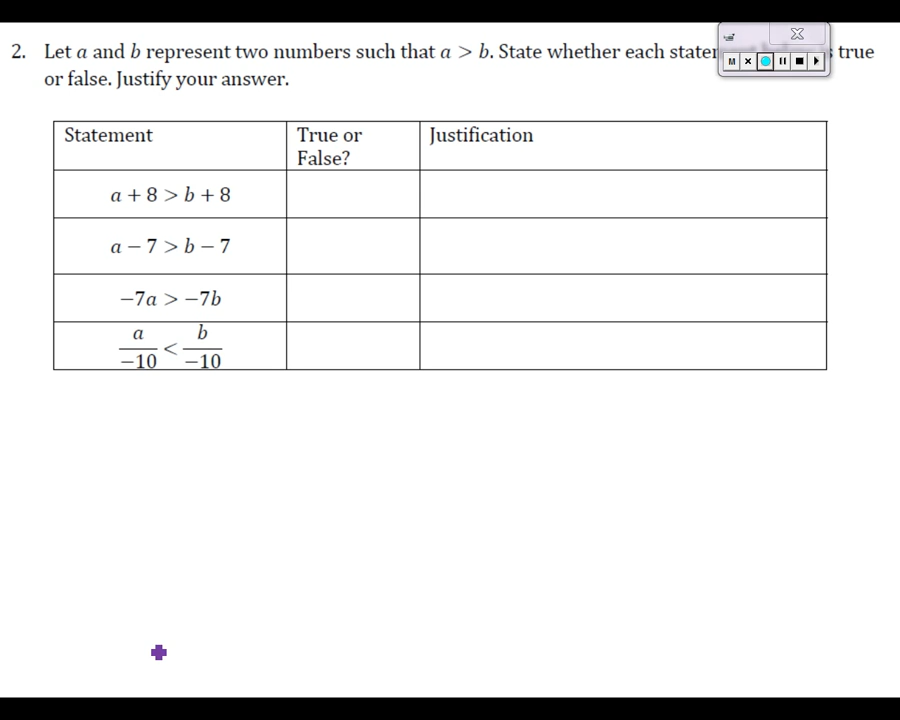 2. Let a and b represent two numbers such that a > b. State whether each true
or false. Justify your answer.
Statement
True or
False?
Justification
a + 8 > b + 8
a − 7 > b − 7
−7a > −7b
a/−10 < b/−10
M